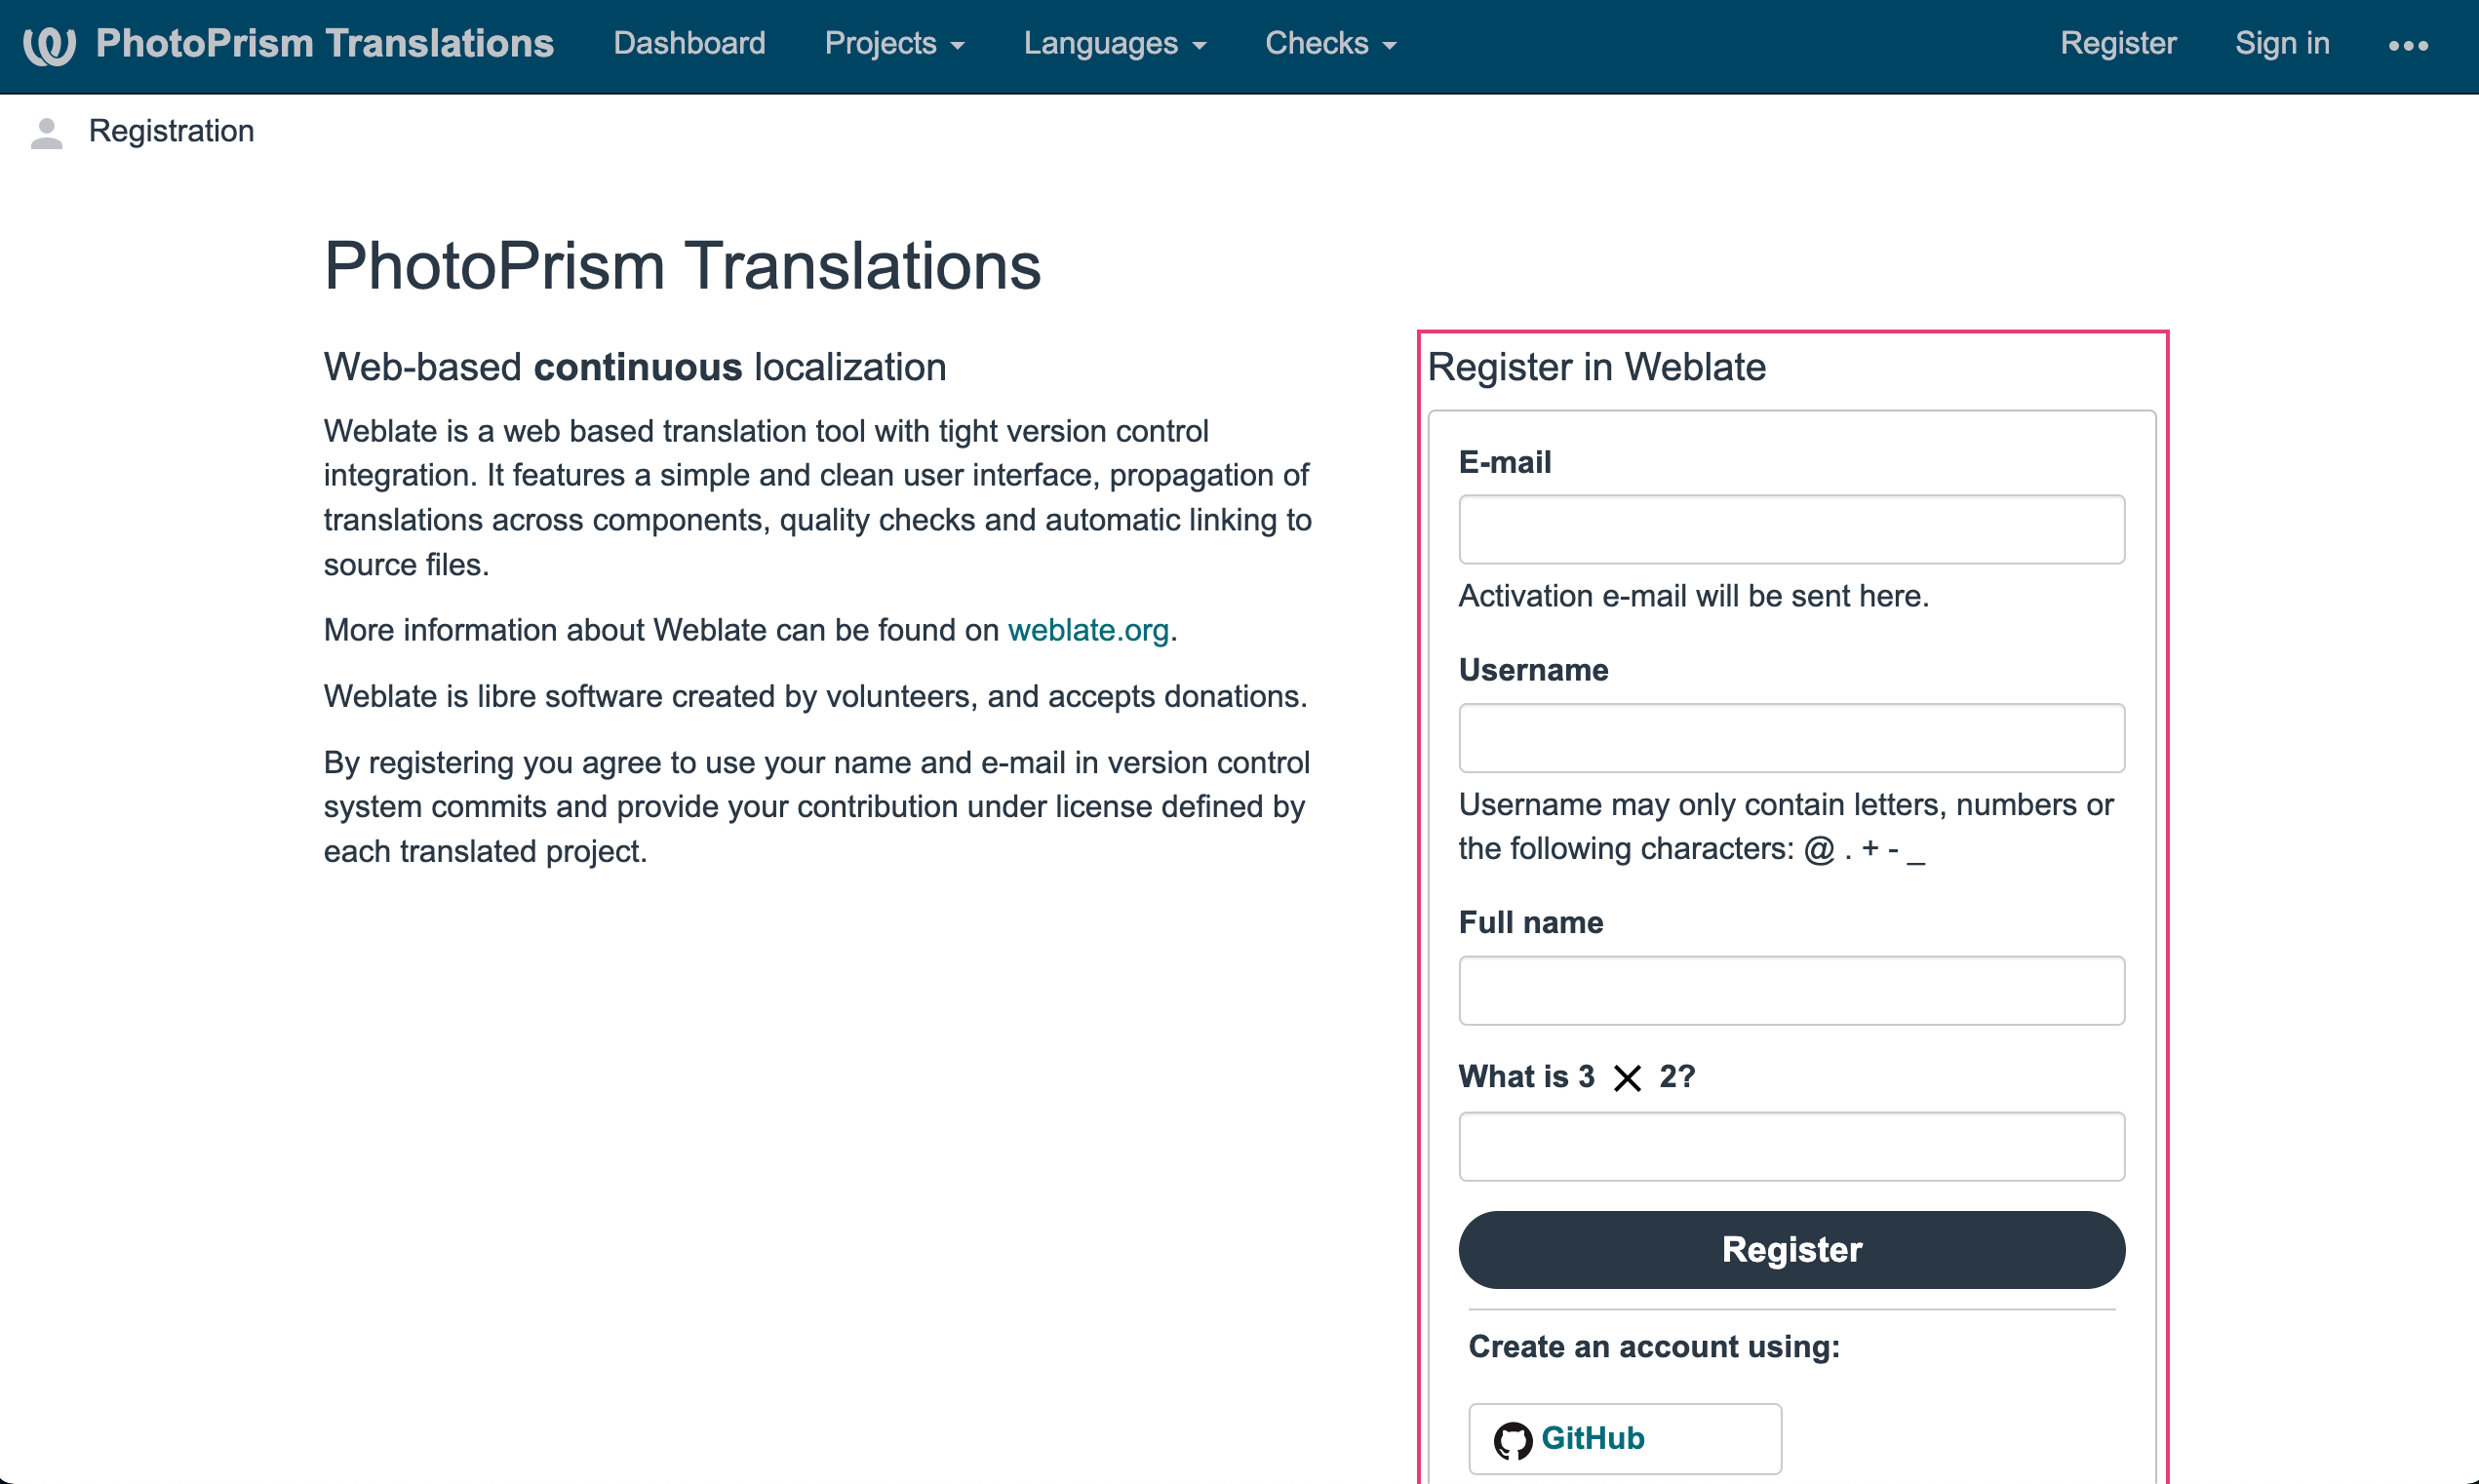 PhotoPrism Translations Dashboard Projects Languages Checks Register Sign in
Registration
PhotoPrism Translations
Web-based continuous localization
Weblate is a web based translation tool with tight version control
integration. It features a simple and clean user interface, propagation of
translations across components, quality checks and automatic linking to
source files.
More information about Weblate can be found on weblate.org.
Weblate is libre software created by volunteers, and accepts donations.
By registering you agree to use your name and e-mail in version control
system commits and provide your contribution under license defined by
each translated project.
Register in Weblate
E-mail
Activation e-mail will be sent here.
Username
Username may only contain letters, numbers or
the following characters: @ . + - _
Full name
What is 3 × 2?
Register
Create an account using:
GitHub